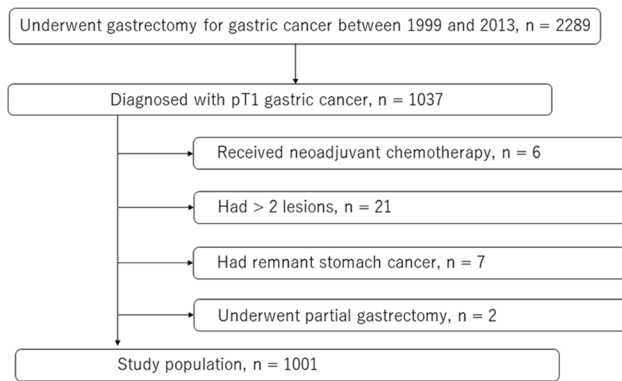 Underwent gastrectomy for gastric cancer between 1999 and 2013, n = 2289
Diagnosed with pT1 gastric cancer, n = 1037
Received neoadjuvant chemotherapy, n = 6
Had > 2 lesions, n = 21
Had remnant stomach cancer, n = 7
Underwent partial gastrectomy, n = 2
Study population, n = 1001